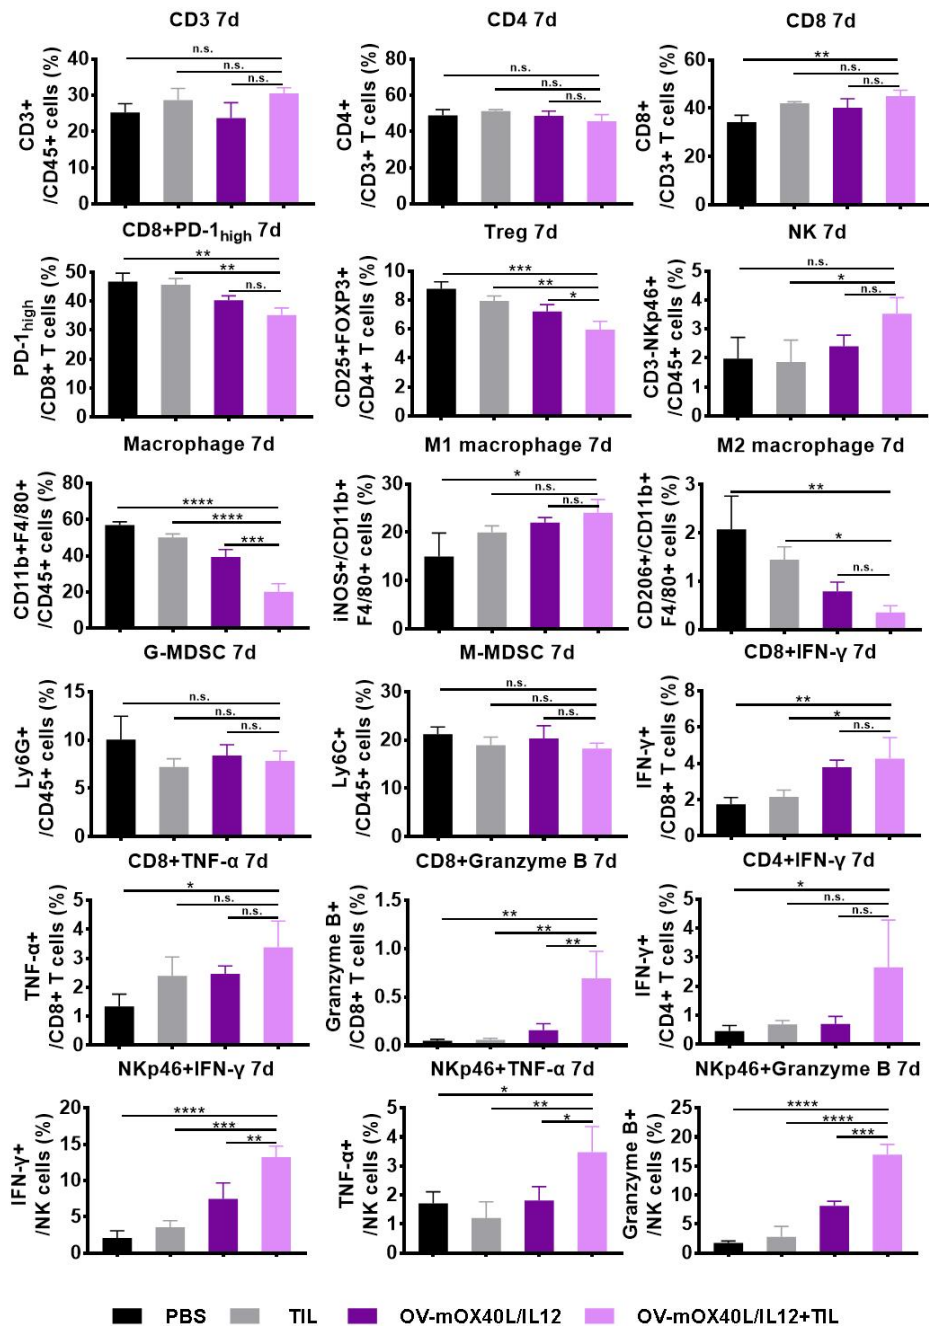 CD3 7d
CD4 7d
CD8 7d
CD3+
/CD45+ cells (%)
40
30
20
10
0
n.s.
n.s.
n.s.
CD4+
/CD3+ T cells (%)
80
60
40
20
0
n.s.
n.s.
n.s.
CD8+
/CD3+ T cells (%)
60
40
20
0
**
n.s.
n.s.
CD8+PD-1high 7d
Treg 7d
NK 7d
PD-1high
/CD8+ T cells (%)
50
40
30
20
10
0
**
**
n.s.
CD25+FOXP3+
/CD4+ T cells (%)
10
8
6
4
2
0
***
**
*
CD3-NKp46+
/CD45+ cells (%)
5
4
3
2
1
0
n.s.
*
n.s.
Macrophage 7d
M1 macrophage 7d
M2 macrophage 7d
CD11b+F4/80+
/CD45+ cells (%)
80
60
40
20
0
****
****
***
iNOS+/CD11b+
F4/80+ cells (%)
30
20
10
0
*
n.s.
n.s.
CD206+/CD11b+
F4/80+ cells (%)
3
2
1
0
**
*
n.s.
G-MDSC 7d
M-MDSC 7d
CD8+IFN-γ 7d
Ly6G+
/CD45+ cells (%)
15
10
5
0
n.s.
n.s.
n.s.
Ly6C+
/CD45+ cells (%)
30
20
10
0
n.s.
n.s.
n.s.
IFN-γ+
/CD8+ T cells (%)
8
6
4
2
0
**
*
n.s.
CD8+TNF-α 7d
CD8+Granzyme B 7d
CD4+IFN-γ 7d
TNF-α+
/CD8+ T cells (%)
5
4
3
2
1
0
*
n.s.
n.s.
Granzyme B+
/CD8+ T cells (%)
1.5
1.0
0.5
0.0
**
**
**
IFN-γ+
/CD4+ T cells (%)
5
4
3
2
1
0
*
n.s.
n.s.
NKp46+IFN-γ 7d
NKp46+TNF-α 7d
NKp46+Granzyme B 7d
IFN-γ+
/NK cells (%)
20
15
10
5
0
****
***
**
TNF-α+
/NK cells (%)
5
4
3
2
1
0
*
**
*
Granzyme B+
/NK cells (%)
25
20
15
10
5
0
****
****
***
PBS
TIL
OV-mOX40L/IL12
OV-mOX40L/IL12+TIL